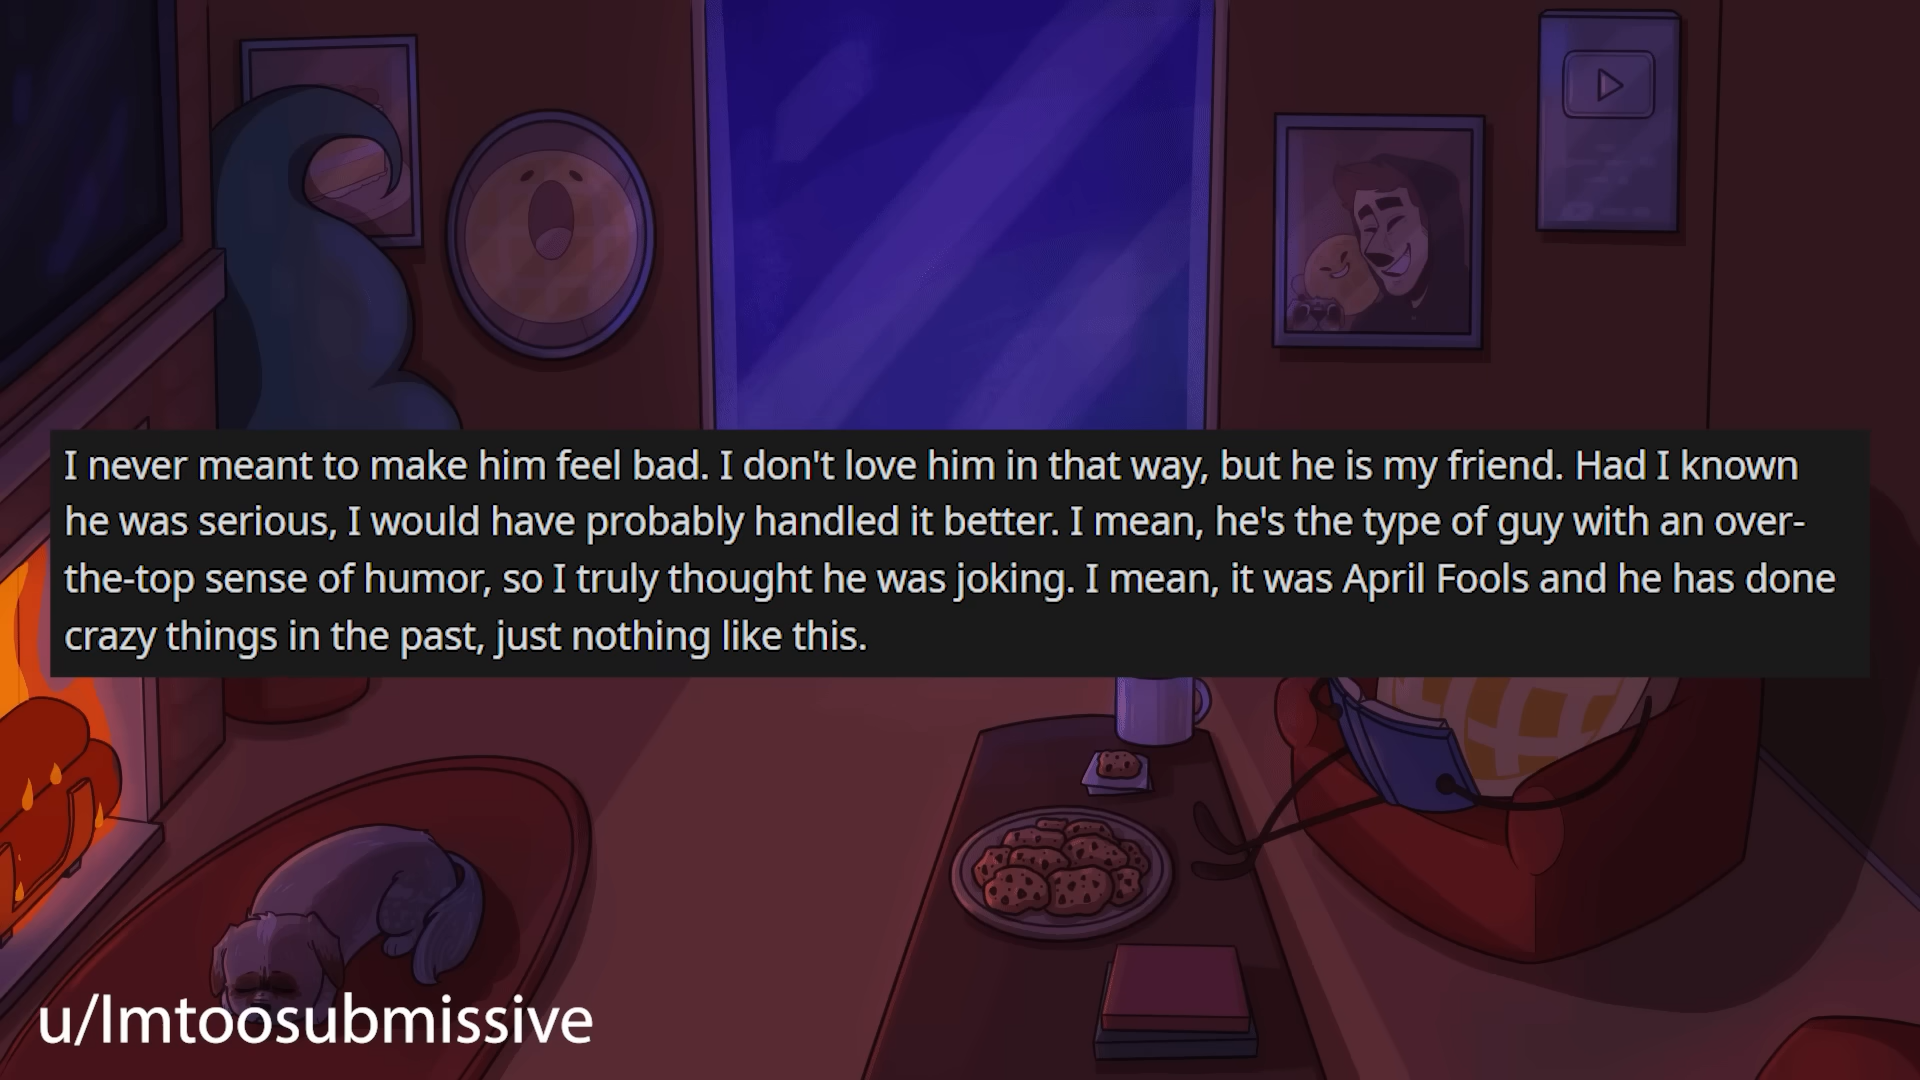 I never meant to make him feel bad. I don't love him in that way, but he is my friend. Had I known
he was serious, I would have probably handled it better. I mean, he's the type of guy with an over-
the-top sense of humor, so I truly thought he was joking. I mean, it was April Fools and he has done
crazy things in the past, just nothing like this.
u/Imtoosubmissive